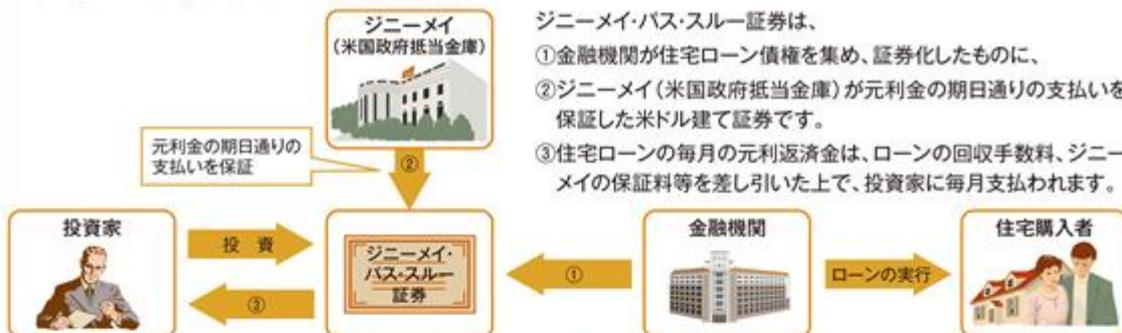 ジニーメイ
(米国政府抵当金庫)
ジニーメイ・パス・スルー証券は、
①金融機関が住宅ローン債権を集め、証券化したものに、
②ジニーメイ(米国政府抵当金庫)が元利金の期日通りの支払いを
保証した米ドル建て証券です。
③住宅ローンの毎月の元利返済金は、ローンの回収手数料、ジニー
メイの保証料等を差し引いた上で、投資家に毎月支払われます。
元利金の期日通りの
支払いを保証
②
投資家
投 資
③
ジニーメイ・
パス・スルー
証券
①
金融機関
ローンの実行
住宅購入者